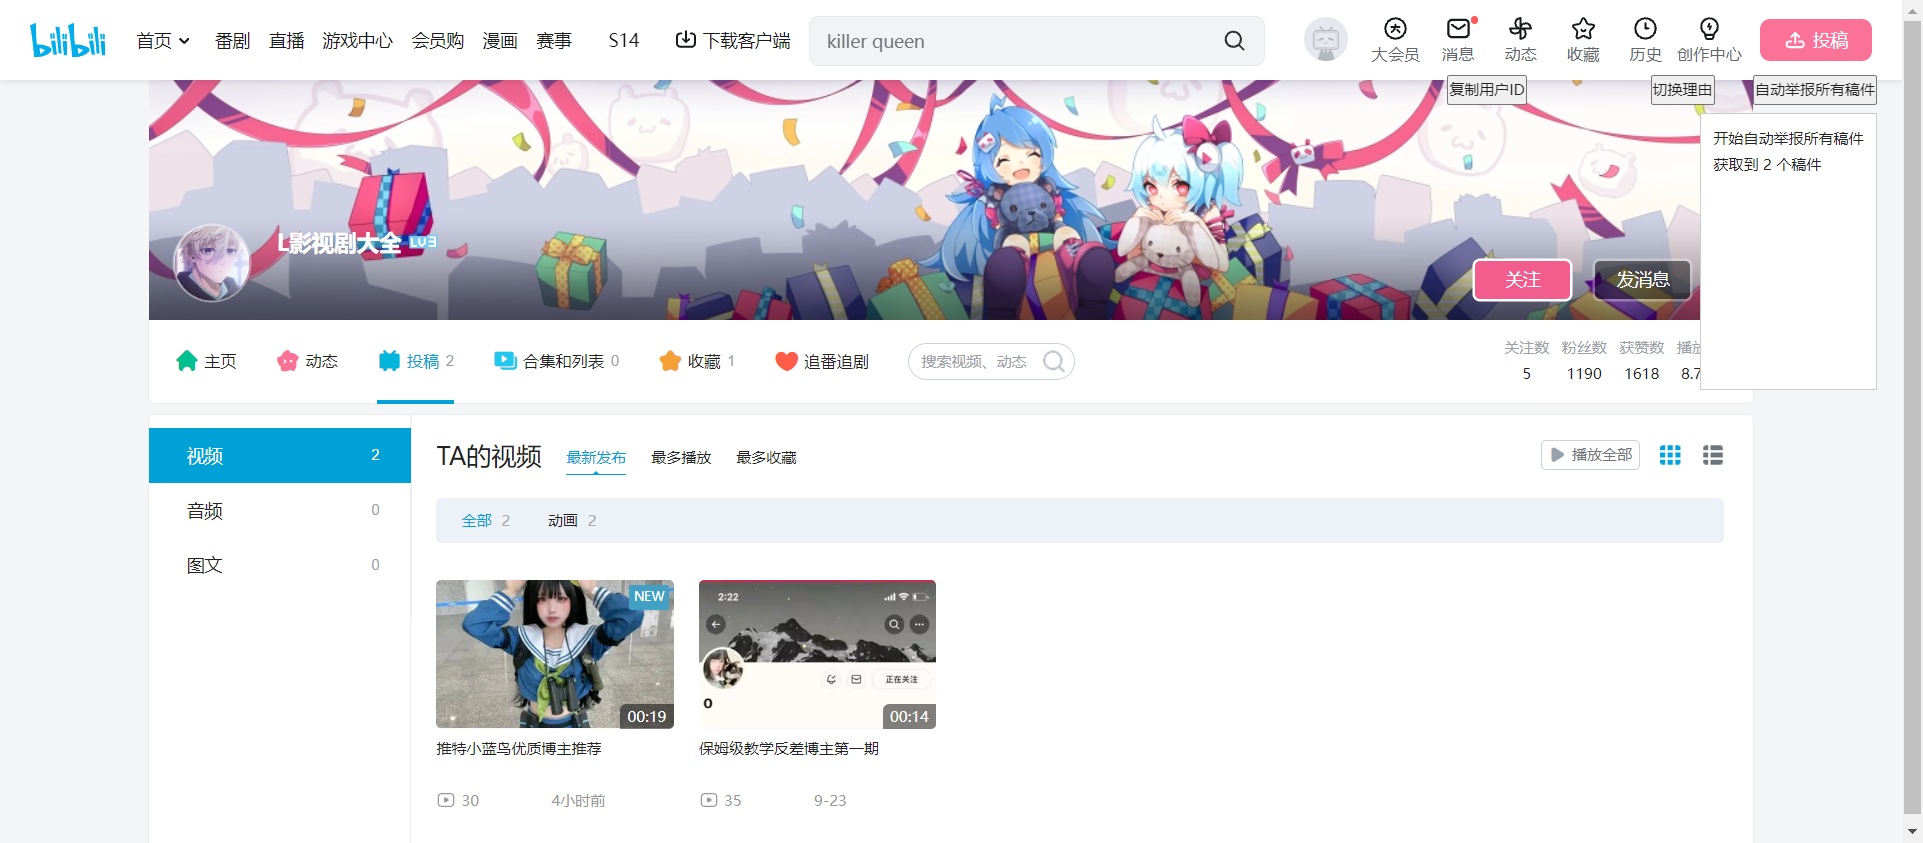 bilibili
首页 番剧 直播 游戏中心 会员购 漫画 赛事 S14 下载客户端
killer queen
大会员 消息 动态 收藏 历史 创作中心 投稿
复制用户ID 切换理由 自动举报所有稿件
开始自动举报所有稿件
获取到 2 个稿件
L影视剧大全 LV3
关注 发消息
主页 动态 投稿 2 合集和列表 0 收藏 1 追番追剧
搜索视频、动态
关注数 粉丝数 获赞数 播放
5 1190 1618 8.7
视频 2
音频 0
图文 0
TA的视频 最新发布 最多播放 最多收藏
播放全部
全部 2 动画 2
NEW
00:19
2:22
正在关注
0
00:14
推特小蓝鸟优质博主推荐
30 4小时前
保姆级教学反差博主第一期
35 9-23